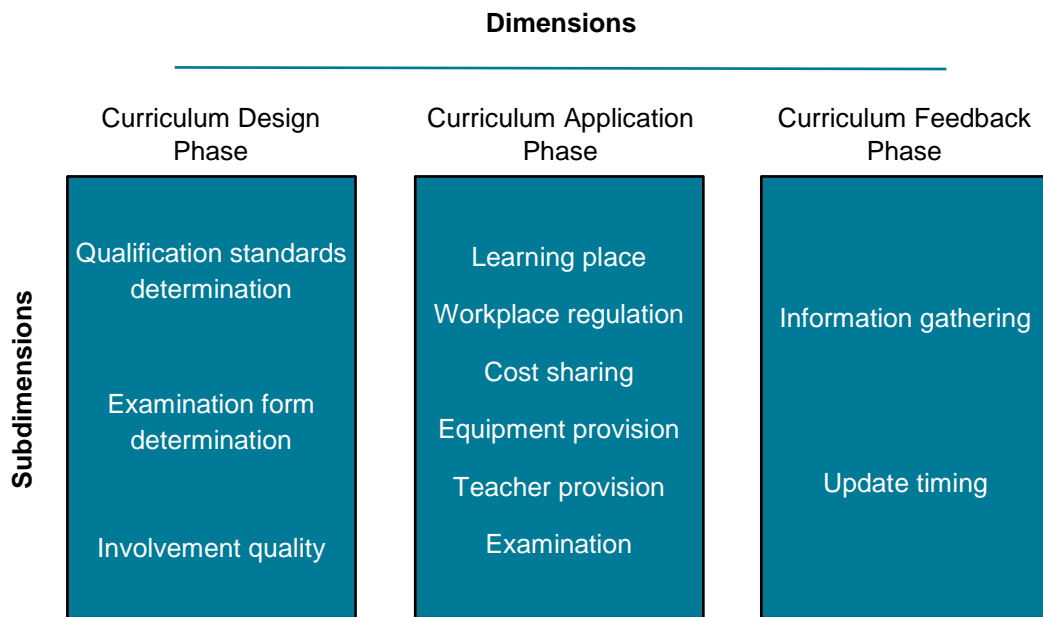 Dimensions
Curriculum Design
Phase
Curriculum Application
Phase
Curriculum Feedback
Phase
Subdimensions
Qualification standards
determination
Examination form
determination
Involvement quality
Learning place
Workplace regulation
Cost sharing
Equipment provision
Teacher provision
Examination
Information gathering
Update timing